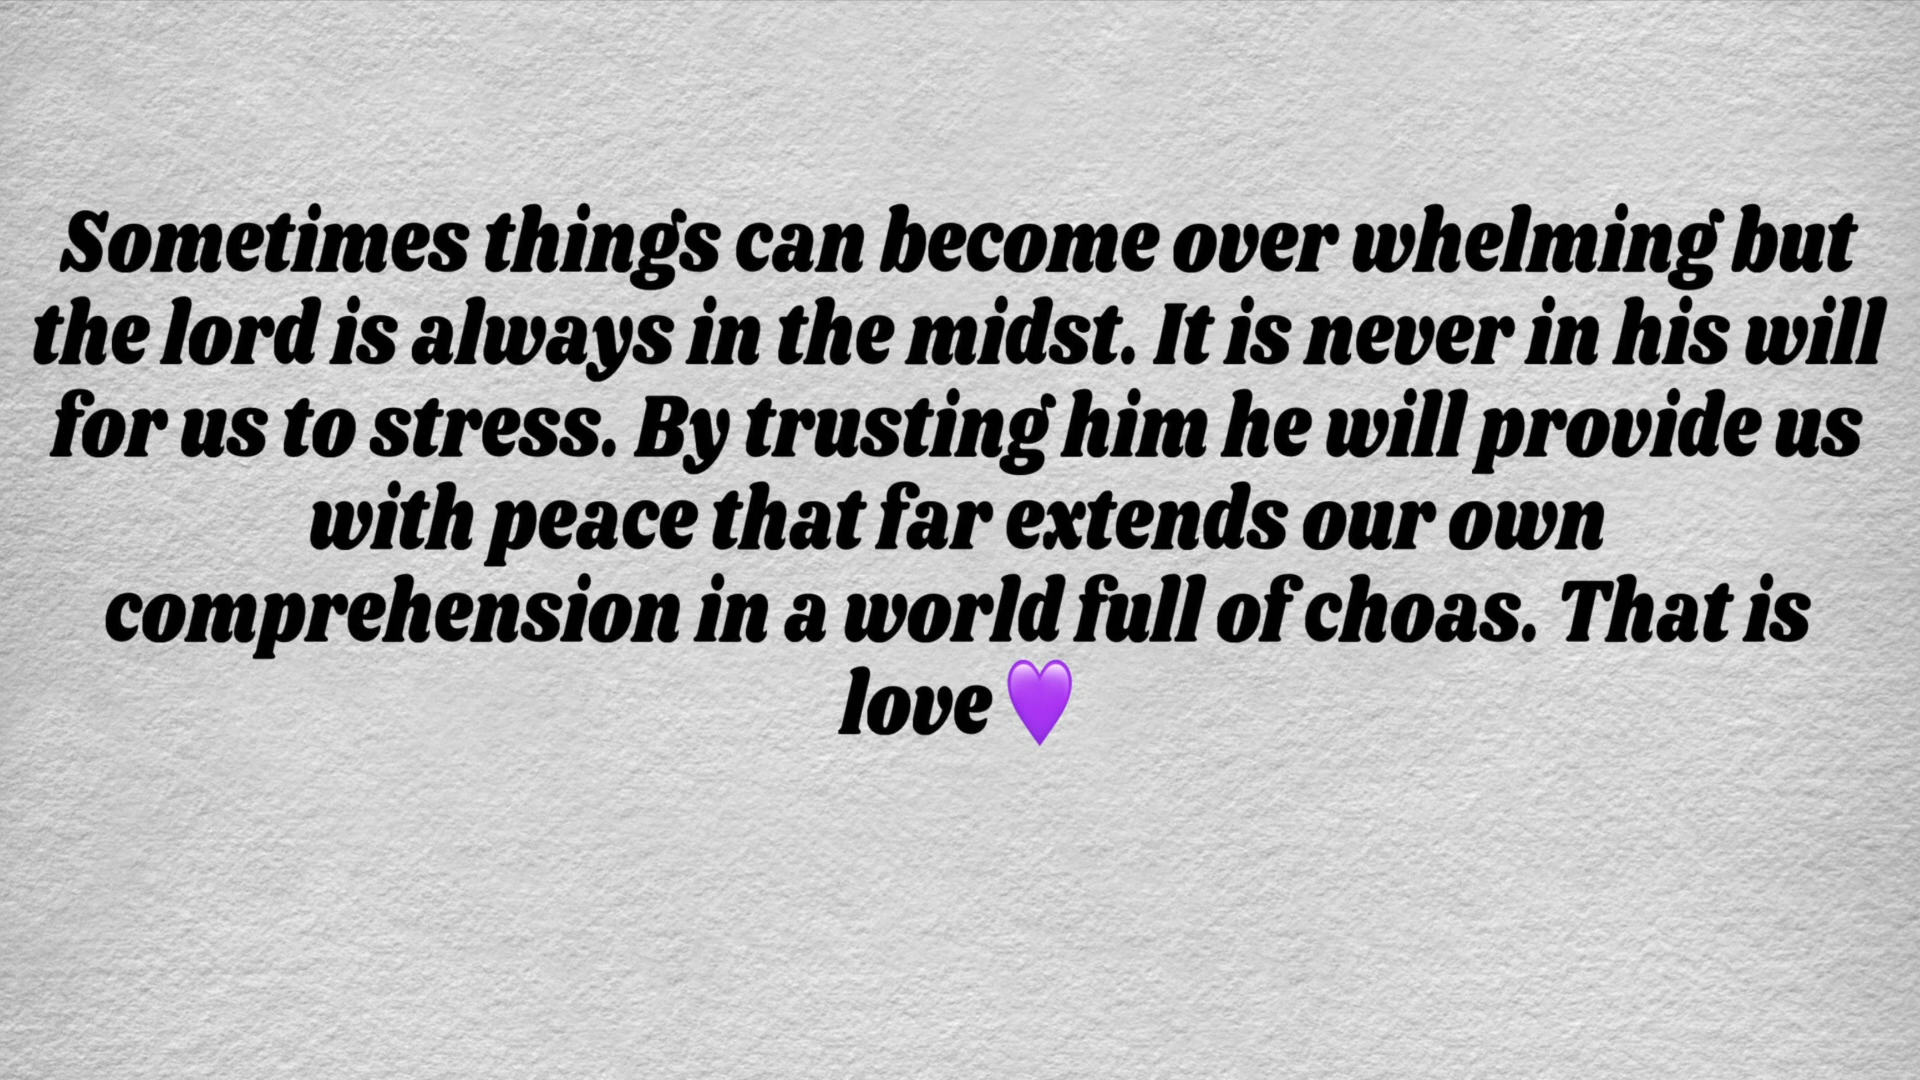 Sometimes things can become over whelming but
the lord is always in the midst. It is never in his will
for us to stress. By trusting him he will provide us
with peace that far extends our own
comprehension in a world full of choas. That is
love 💜